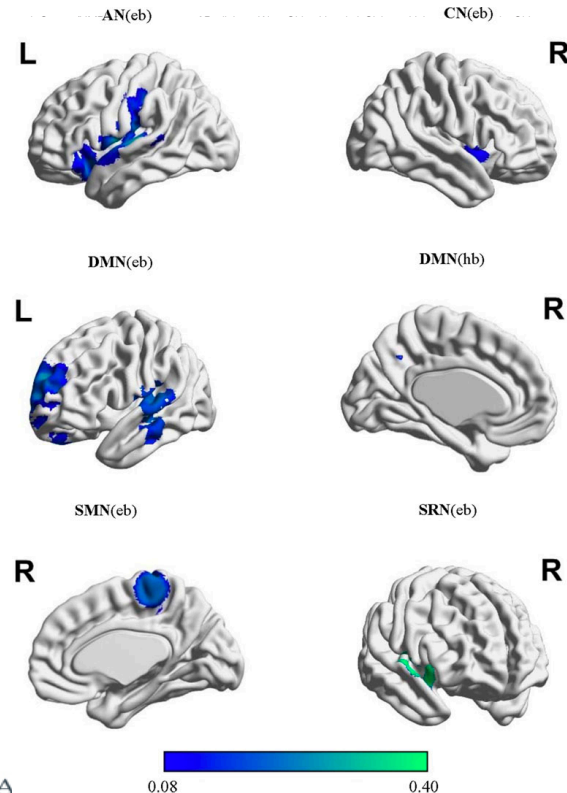 AN(eb) CN(eb)
L R
DMN(eb) DMN(hb)
L R
SMN(eb) SRN(eb)
R R
0.08 0.40